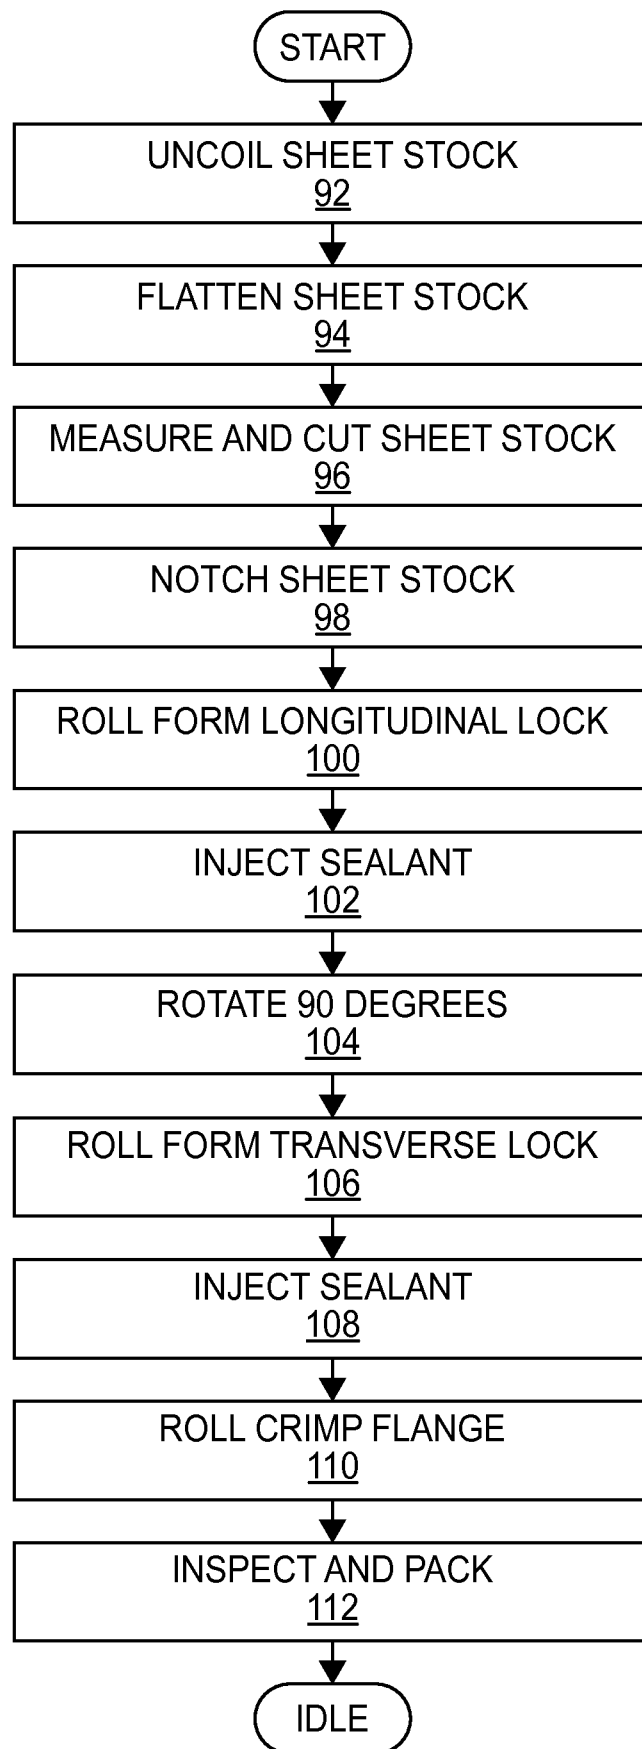 START
UNCOIL SHEET STOCK
92
FLATTEN SHEET STOCK
94
MEASURE AND CUT SHEET STOCK
96
NOTCH SHEET STOCK
98
ROLL FORM LONGITUDINAL LOCK
100
INJECT SEALANT
102
ROTATE 90 DEGREES
104
ROLL FORM TRANSVERSE LOCK
106
INJECT SEALANT
108
ROLL CRIMP FLANGE
110
INSPECT AND PACK
112
IDLE